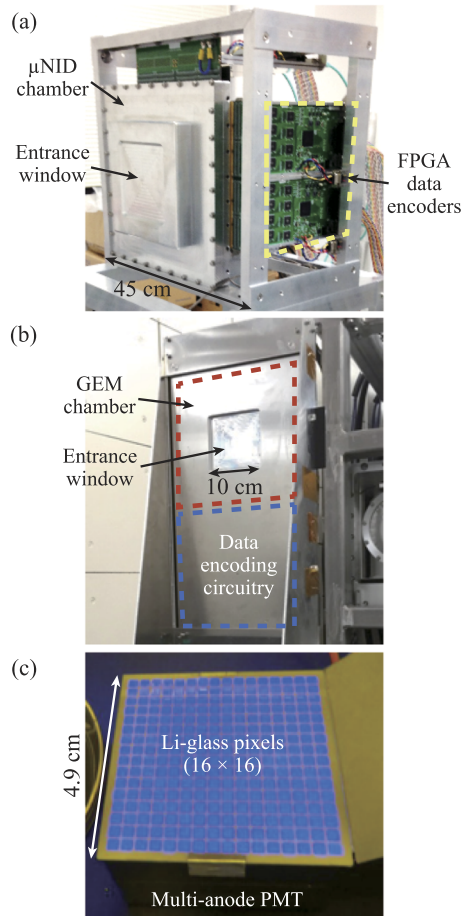 (a)
µNID
chamber
Entrance
window
FPGA
data
encoders
45 cm
(b)
GEM
chamber
Entrance
window
10 cm
Data
encoding
circuitry
(c)
4.9 cm
Li-glass pixels
(16 × 16)
Multi-anode PMT